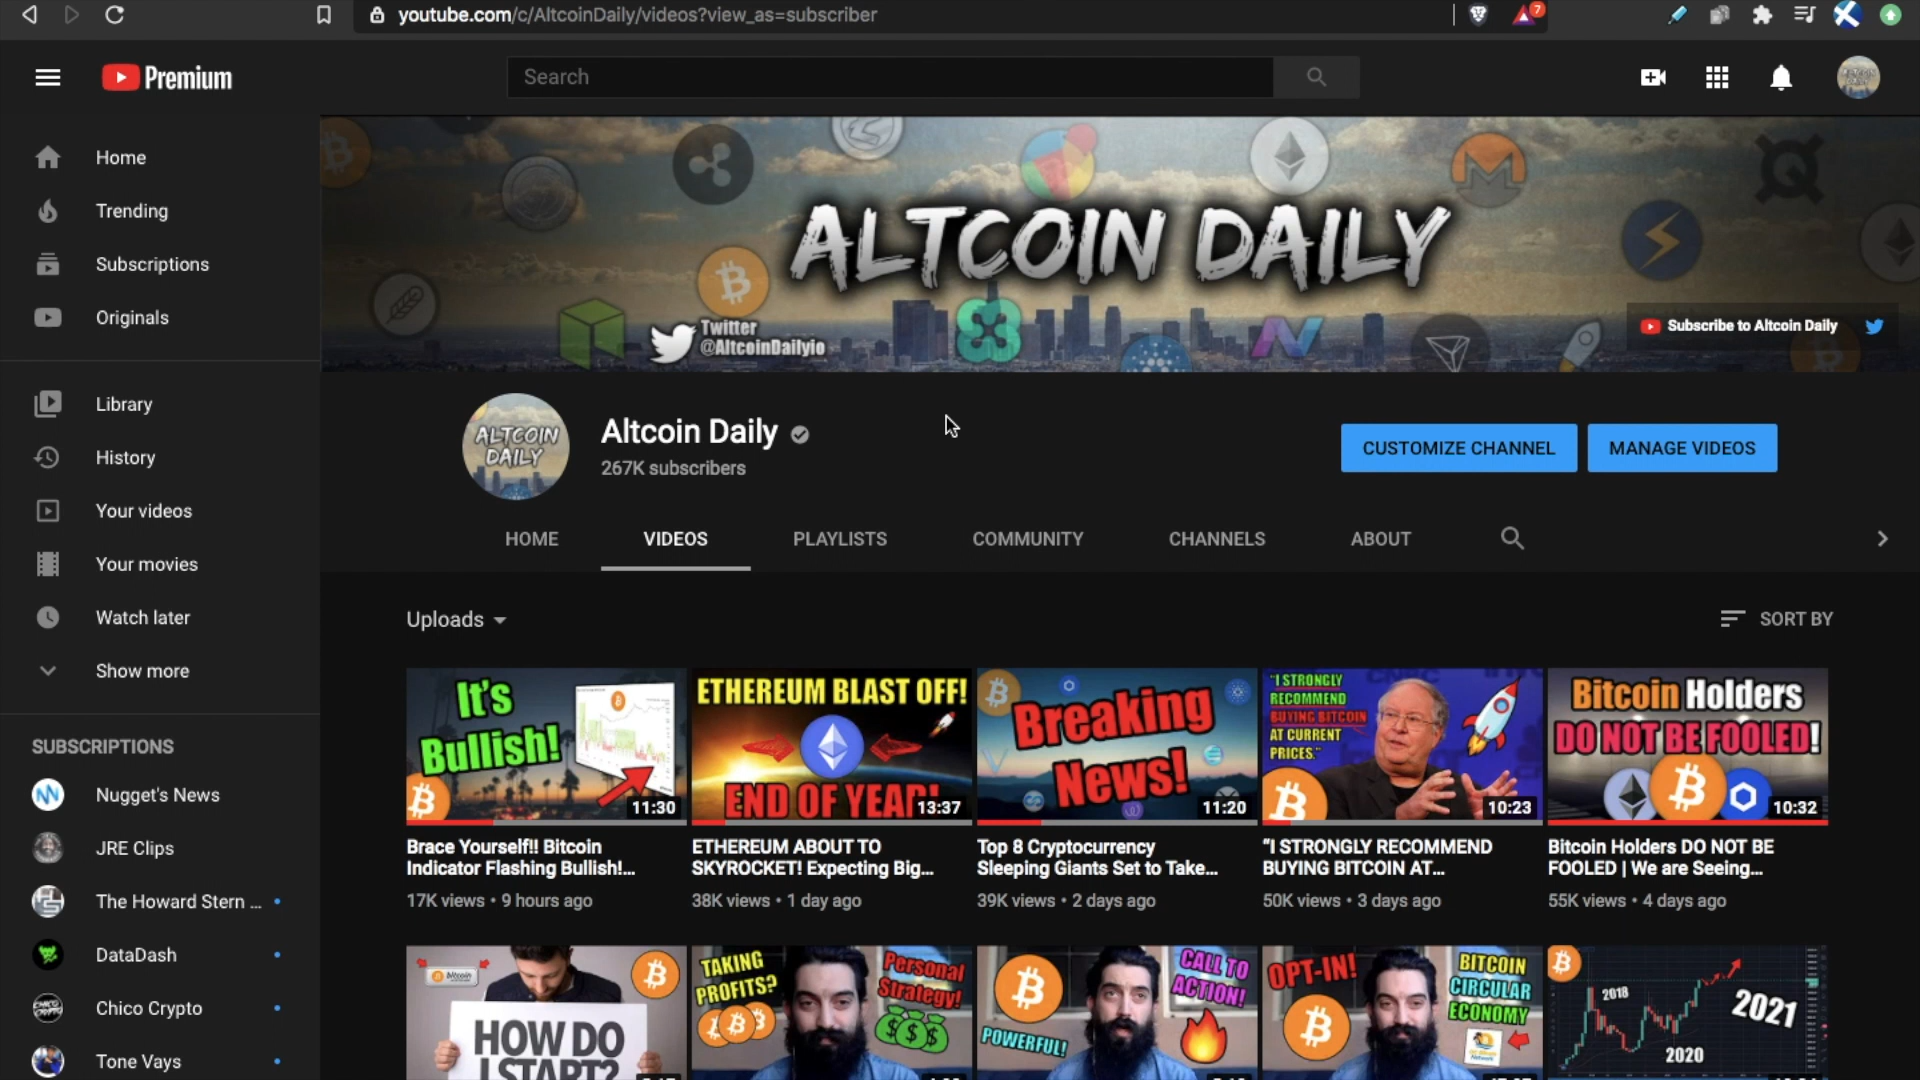 youtube.com/c/AltcoinDaily/videos?view_as=subscriber
7
Premium
Search
Home
Trending
Subscriptions
Originals
Library
History
Your videos
Your movies
Watch later
Show more
SUBSCRIPTIONS
Nugget's News
JRE Clips
The Howard Stern ...
DataDash
Chico Crypto
Tone Vays
ALTCOIN DAILY
Twitter
@AltcoinDailyio
Subscribe to Altcoin Daily
ALTCOIN
DAILY
Altcoin Daily
267K subscribers
CUSTOMIZE CHANNEL
MANAGE VIDEOS
HOME
VIDEOS
PLAYLISTS
COMMUNITY
CHANNELS
ABOUT
Uploads
SORT BY
It's
Bullish!
11:30
Brace Yourself!! Bitcoin
Indicator Flashing Bullish!...
17K views • 9 hours ago
ETHEREUM BLAST OFF!
END OF YEAR!
13:37
ETHEREUM ABOUT TO
SKYROCKET! Expecting Big...
38K views • 1 day ago
Breaking
News!
11:20
Top 8 Cryptocurrency
Sleeping Giants Set to Take...
39K views • 2 days ago
"I STRONGLY
RECOMMEND
BUYING BITCOIN
AT CURRENT
PRICES."
10:23
"I STRONGLY RECOMMEND
BUYING BITCOIN AT...
50K views • 3 days ago
Bitcoin Holders
DO NOT BE FOOLED!
10:32
Bitcoin Holders DO NOT BE
FOOLED | We are Seeing...
55K views • 4 days ago
bitcoin
HOW DO
I START?
TAKING
PROFITS?
Personal
Strategy!
$$$
CALL TO
ACTION!
POWERFUL!
OPT-IN!
BITCOIN
CIRCULAR
ECONOMY
2018
2021
2020